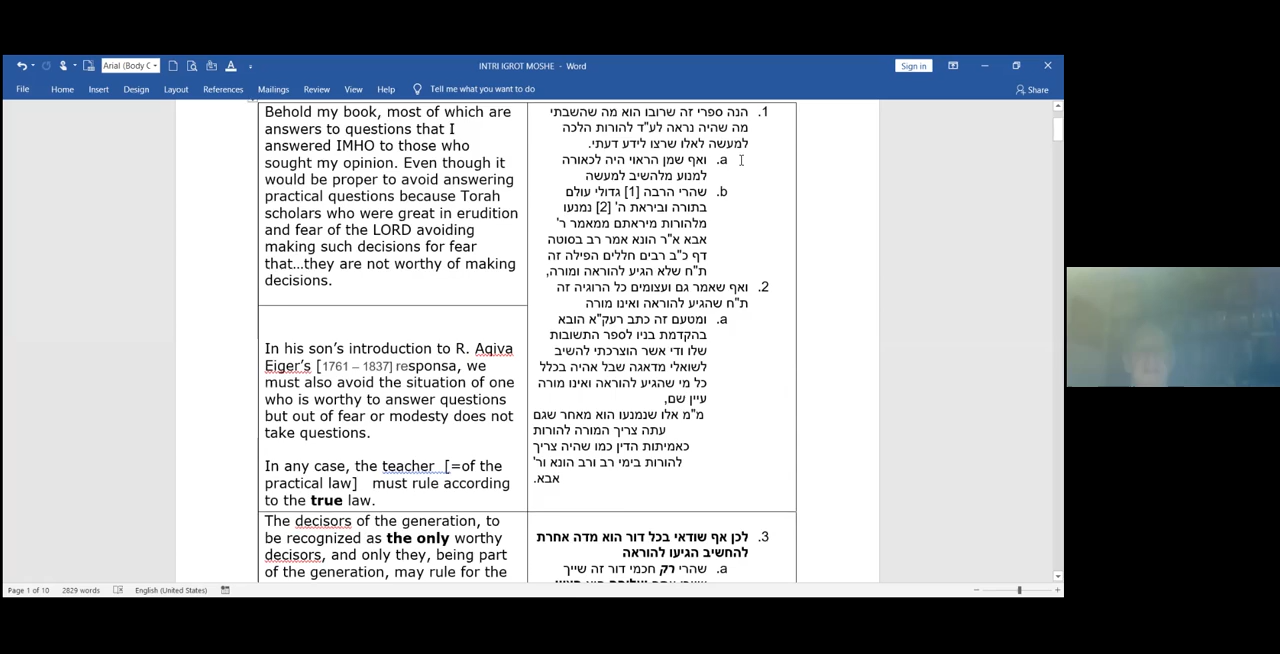 Arial (Body C
INTRI IGROT MOSHE - Word
Sign in
File Home Insert Design Layout References Mailings Review View Help Tell me what you want to do
Share
Behold my book, most of which are
answers to questions that I
answered IMHO to those who
sought my opinion. Even though it
would be proper to avoid answering
practical questions because Torah
scholars who were great in erudition
and fear of the LORD avoiding
making such decisions for fear
that…they are not worthy of making
decisions.
1. הנה ספרי זה שרובו הוא מה שהשבתי
מה שהיה נראה לע"ד להורות הלכה
למעשה לאלו שרצו לידע דעתי.
a. ואף שמן הראוי היה לכאורה
למנוע מלהשיב למעשה
b. שהרי הרבה [1] גדולי עולם
בתורה וביראת ה' [2] נמנעו
מלהורות מיראתם ממאמר ר'
אבא א"ר הונא אמר רב בסוטה
דף כ"ב רבים חללים הפילה זה
ת"ח שלא הגיע להוראה ומורה,
2. ואף שאמר גם ועצומים כל הרוגיה זה
ת"ח שהגיע להוראה ואינו מורה
In his son's introduction to R. Aqiva
Eiger's [1761 – 1837] responsa, we
must also avoid the situation of one
who is worthy to answer questions
but out of fear or modesty does not
take questions.
In any case, the teacher [=of the
practical law] must rule according
to the true law.
a. ומטעם זה כתב רעק"א הובא
בהקדמת בניו לספר התשובות
שלו ודי אשר הוצרכתי להשיב
לשואלי מדאגה שבל אהיה בכלל
כל מי שהגיע להוראה ואינו מורה
עיין שם,
מ"מ אלו שנמנעו הוא מאחר שגם
עתה צריך המורה להורות
כאמיתות הדין כמו שהיה צריך
להורות בימי רב ורב הונא ור'
אבא.
The decisors of the generation, to
be recognized as the only worthy
decisors, and only they, being part
of the generation, may rule for the
3. לכן אף שודאי בכל דור הוא מדה אחרת
להחשיב הגיעו להוראה
a. שהרי רק חכמי דור זה שייך
Page 1 of 10 2829 words English (United States)